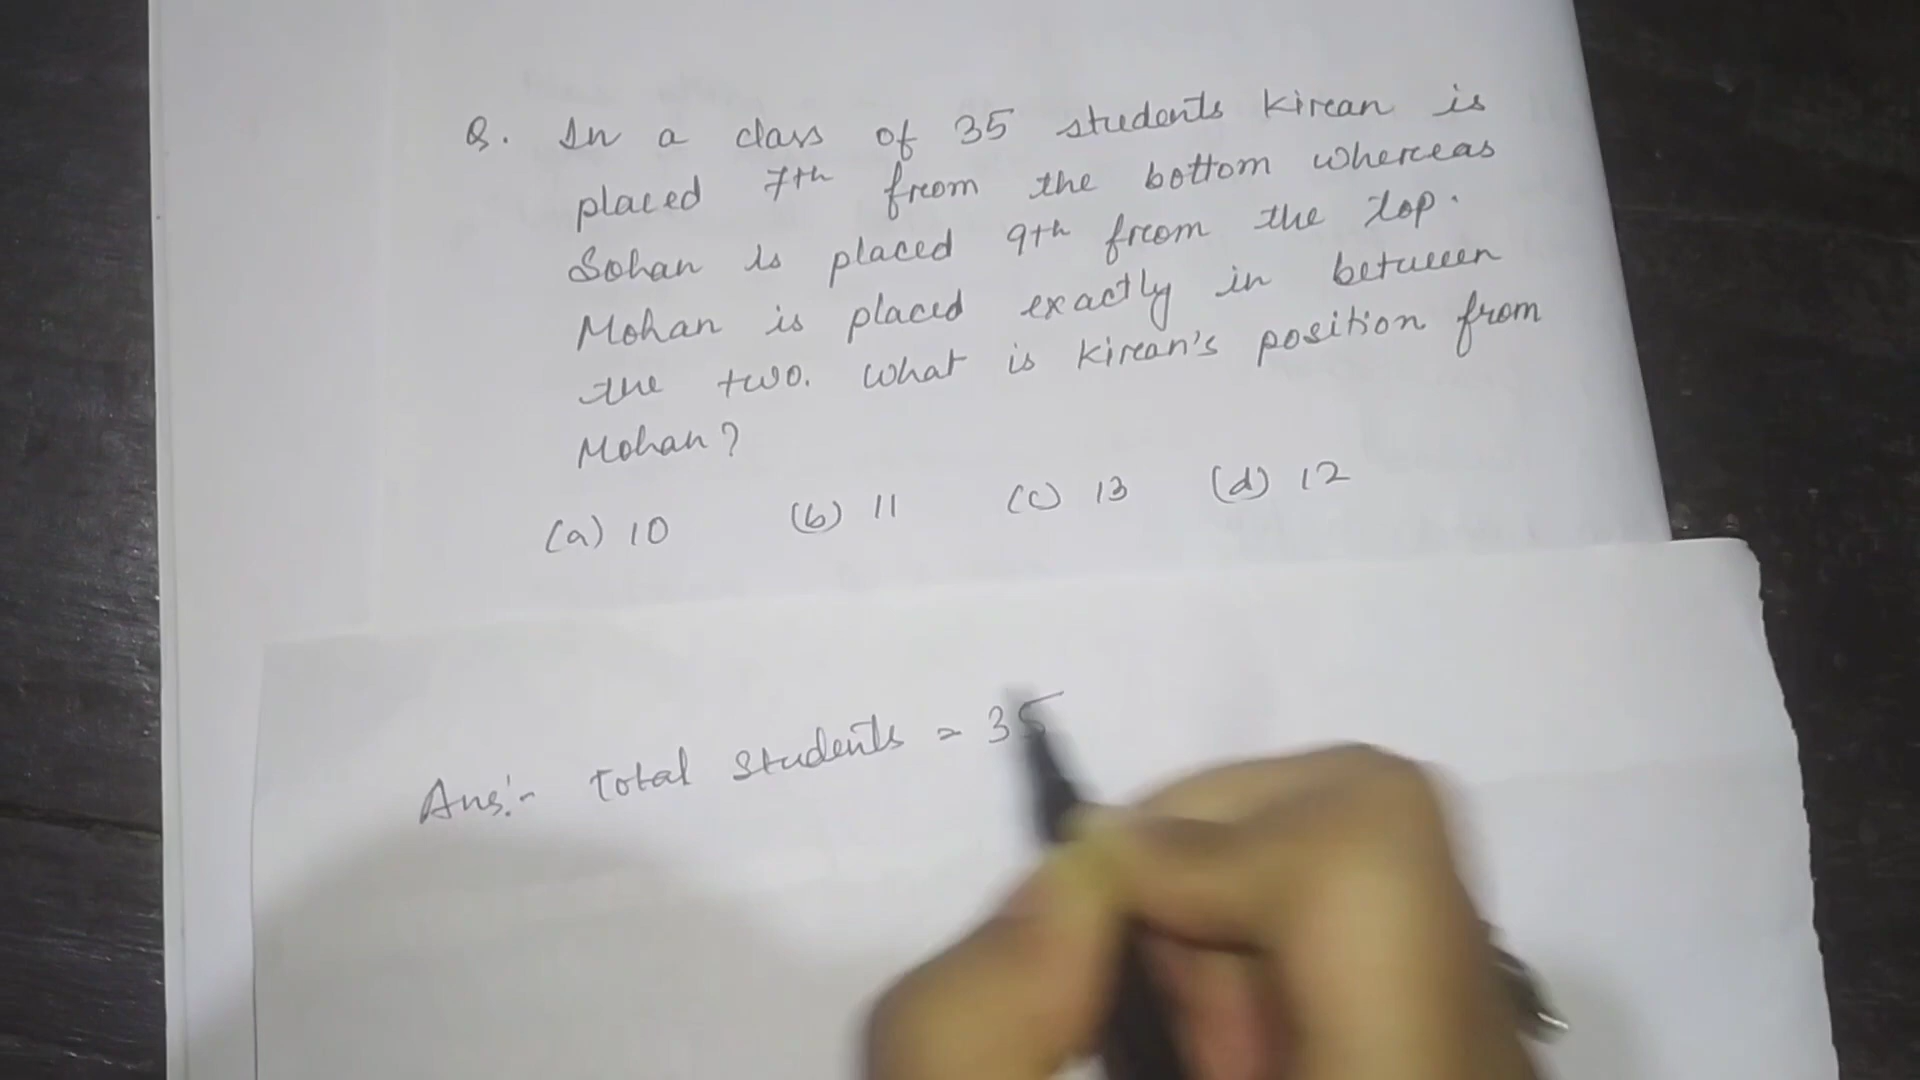 Q. In a class of 35 students Kiran is
placed 7th from the bottom whereas
Sohan is placed 9th from the top.
Mohan is placed exactly in between
the two. What is Kiran's position from
Mohan?
(a) 10 (b) 11 (c) 13 (d) 12
Ans:- Total students = 35